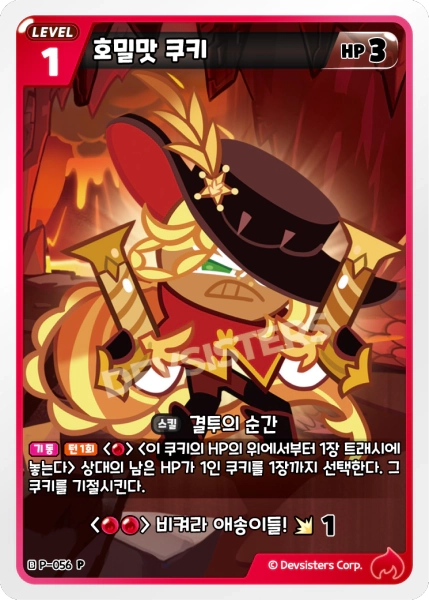 LEVEL
1
호밀맛 쿠키
HP 3
DEVSISTERS
스킬 결투의 순간
기동 턴 1회 <> <이 쿠키의 HP의 위에서부터 1장 트래시에
놓는다> 상대의 남은 HP가 1인 쿠키를 1장까지 선택한다. 그
쿠키를 기절시킨다.
<> 비켜라 애송이들! 1
P-056 P
© Devsisters Corp.